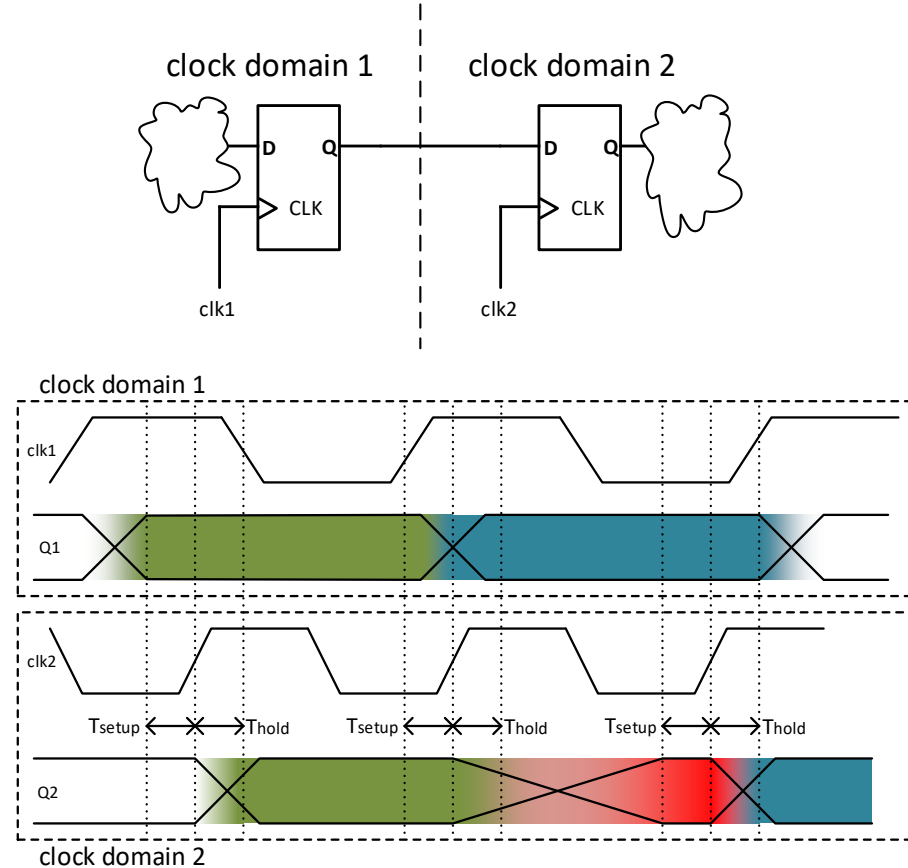 clock domain 1
clock domain 2
D Q
CLK
clk1
D Q
CLK
clk2
clock domain 1
clk1
Q1
clk2
Tsetup Thold Tsetup Thold Tsetup Thold
Q2
clock domain 2